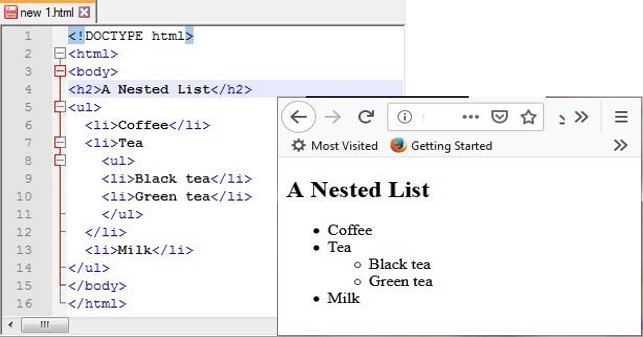 new 1.html
1 <!DOCTYPE html>
2 <html>
3 <body>
4 <h2>A Nested List</h2>
5 <ul>
6 <li>Coffee</li>
7 <li>Tea
8 <ul>
9 <li>Black tea</li>
10 <li>Green tea</li>
11 </ul>
12 </li>
13 <li>Milk</li>
14 </ul>
15 </body>
16 </html>
Most Visited Getting Started
A Nested List
Coffee
Tea
Black tea
Green tea
Milk